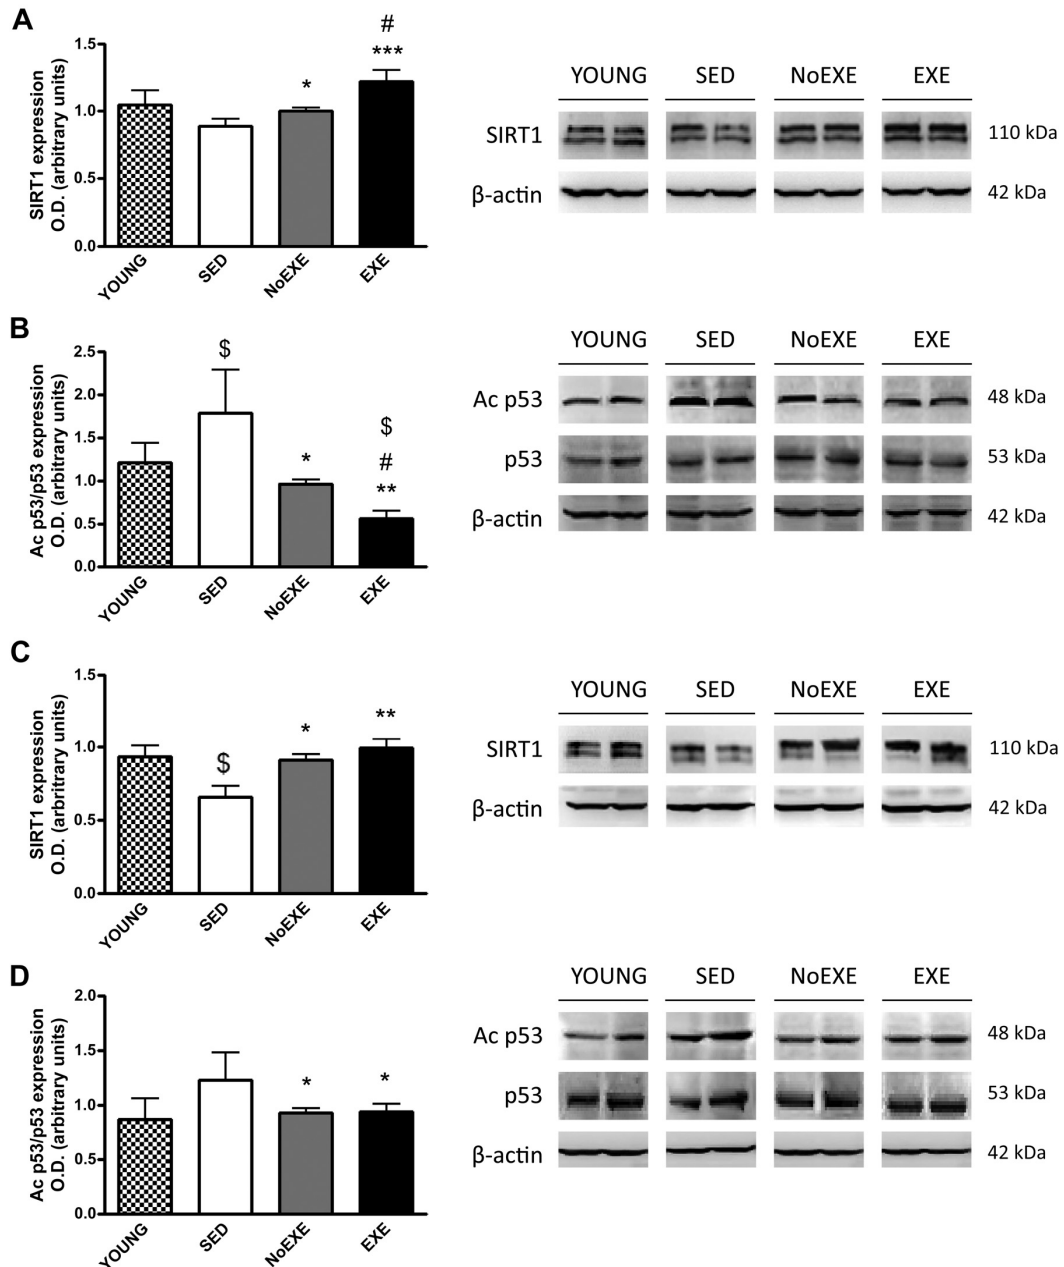 A
SIRT1 expression
O.D. (arbitrary units)
1.5
1.0
0.5
0.0
*
#
***
YOUNG
SED
NoEXE
EXE
YOUNG SED NoEXE EXE
SIRT1 110 kDa
β-actin 42 kDa
B
Ac p53/p53 expression
O.D. (arbitrary units)
2.5
2.0
1.5
1.0
0.5
0.0
$
*
$
#
**
YOUNG
SED
NoEXE
EXE
YOUNG SED NoEXE EXE
Ac p53 48 kDa
p53 53 kDa
β-actin 42 kDa
C
SIRT1 expression
O.D. (arbritrary units)
1.5
1.0
0.5
0.0
$
*
**
YOUNG
SED
NoEXE
EXE
YOUNG SED NoEXE EXE
SIRT1 110 kDa
β-actin 42 kDa
D
Ac p53/p53 expression
O.D. (arbitrary units)
2.0
1.5
1.0
0.5
0.0
*
*
YOUNG
SED
NoEXE
EXE
YOUNG SED NoEXE EXE
Ac p53 48 kDa
p53 53 kDa
β-actin 42 kDa